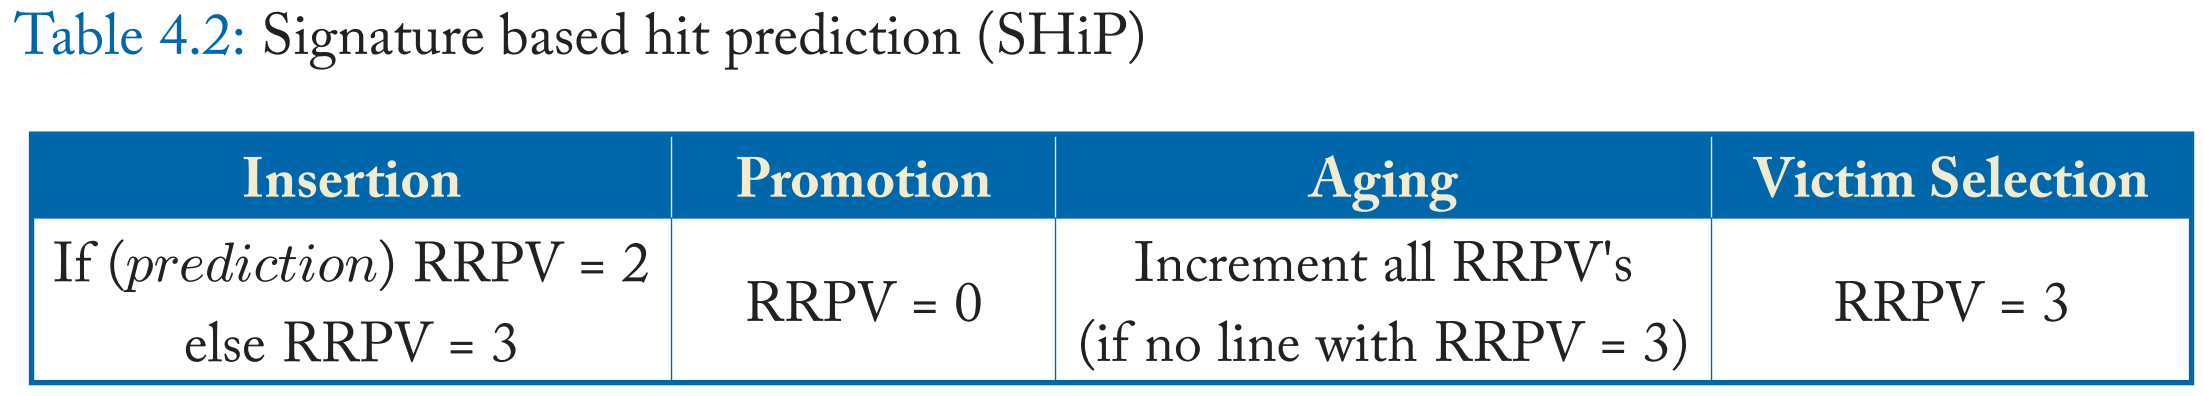 Table 4.2: Signature based hit prediction (SHiP)
Insertion
Promotion
Aging
Victim Selection
If (prediction) RRPV = 2
else RRPV = 3
RRPV = 0
Increment all RRPV's
(if no line with RRPV = 3)
RRPV = 3